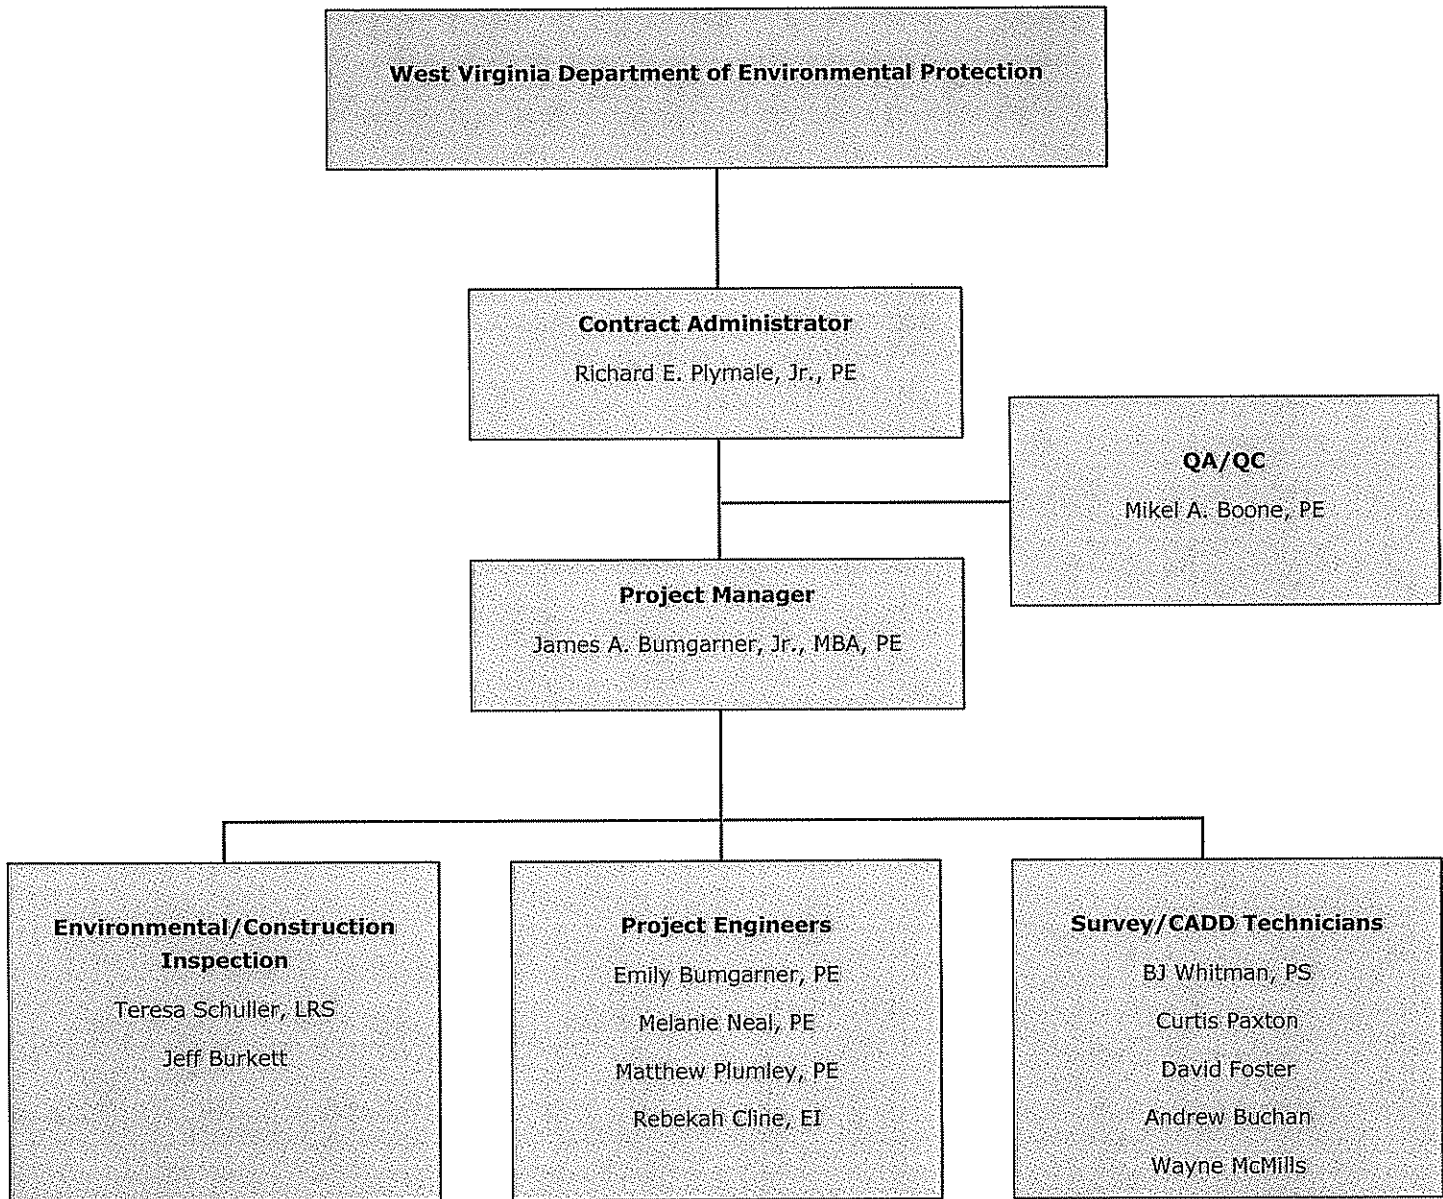 West Virginia Department of Environmental Protection
Contract Administrator
Richard E. Plymale, Jr., PE
QA/QC
Mikel A. Boone, PE
Project Manager
James A. Bumgarner, Jr., MBA, PE
Environmental/Construction
Inspection
Teresa Schuller, LRS
Jeff Burkett
Project Engineers
Emily Bumgarner, PE
Melanie Neal, PE
Matthew Plumley, PE
Rebekah Cline, EI
Survey/CADD Technicians
BJ Whitman, PS
Curtis Paxton
David Foster
Andrew Buchan
Wayne McMills